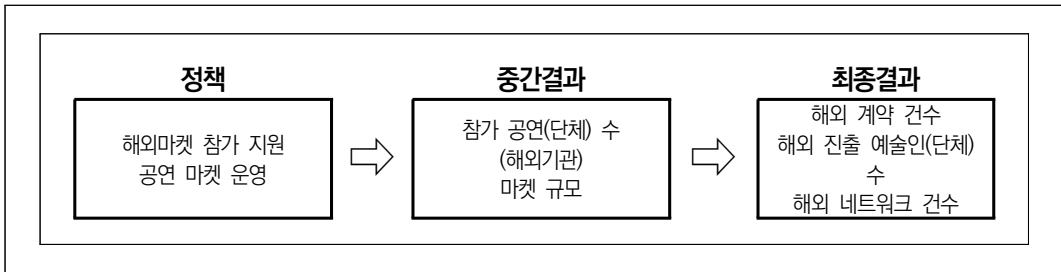 정책
해외마켓 참가 지원
공연 마켓 운영
중간결과
참가 공연(단체) 수
(해외기관)
마켓 규모
최종결과
해외 계약 건수
해외 진출 예술인(단체)
수
해외 네트워크 건수